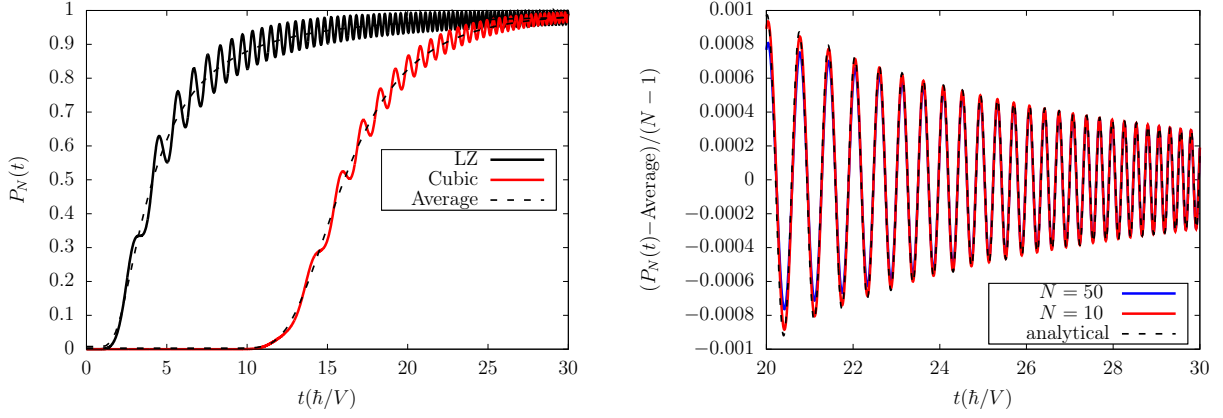 1
0.9
0.8
0.7
0.6
0.5
0.4
0.3
0.2
0.1
0
P_N(t)
LZ
Cubic
Average
0 5 10 15 20 25 30
t(ℏ/V)
0.001
0.0008
0.0006
0.0004
0.0002
0
−0.0002
−0.0004
−0.0006
−0.0008
−0.001
(P_N(t)−Average)/(N − 1)
N = 50
N = 10
analytical
20 22 24 26 28 30
t(ℏ/V)